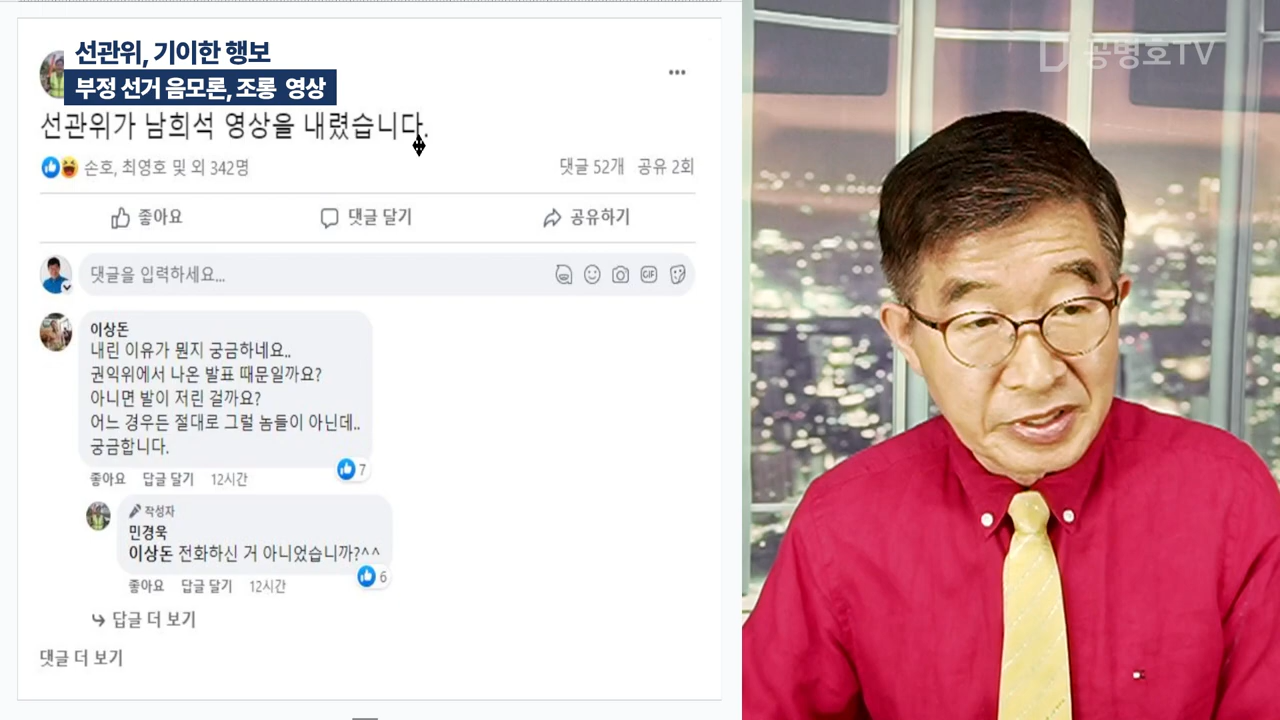 선관위, 기이한 행보
부정 선거 음모론, 조롱 영상
공병호TV
선관위가 남희석 영상을 내렸습니다.
손호, 최영호 및 외 342명
댓글 52개 공유 2회
좋아요 댓글 달기 공유하기
댓글을 입력하세요...
GIF
이상돈
내린 이유가 뭔지 궁금하네요..
권익위에서 나온 발표 때문일까요?
아니면 발이 저린 걸까요?
어느 경우든 절대로 그럴 놈들이 아닌데..
궁금합니다.
7
좋아요 답글 달기 12시간
작성자
민경욱
이상돈 전화하신 거 아니었습니까?^^
6
좋아요 답글 달기 12시간
답글 더 보기
댓글 더 보기